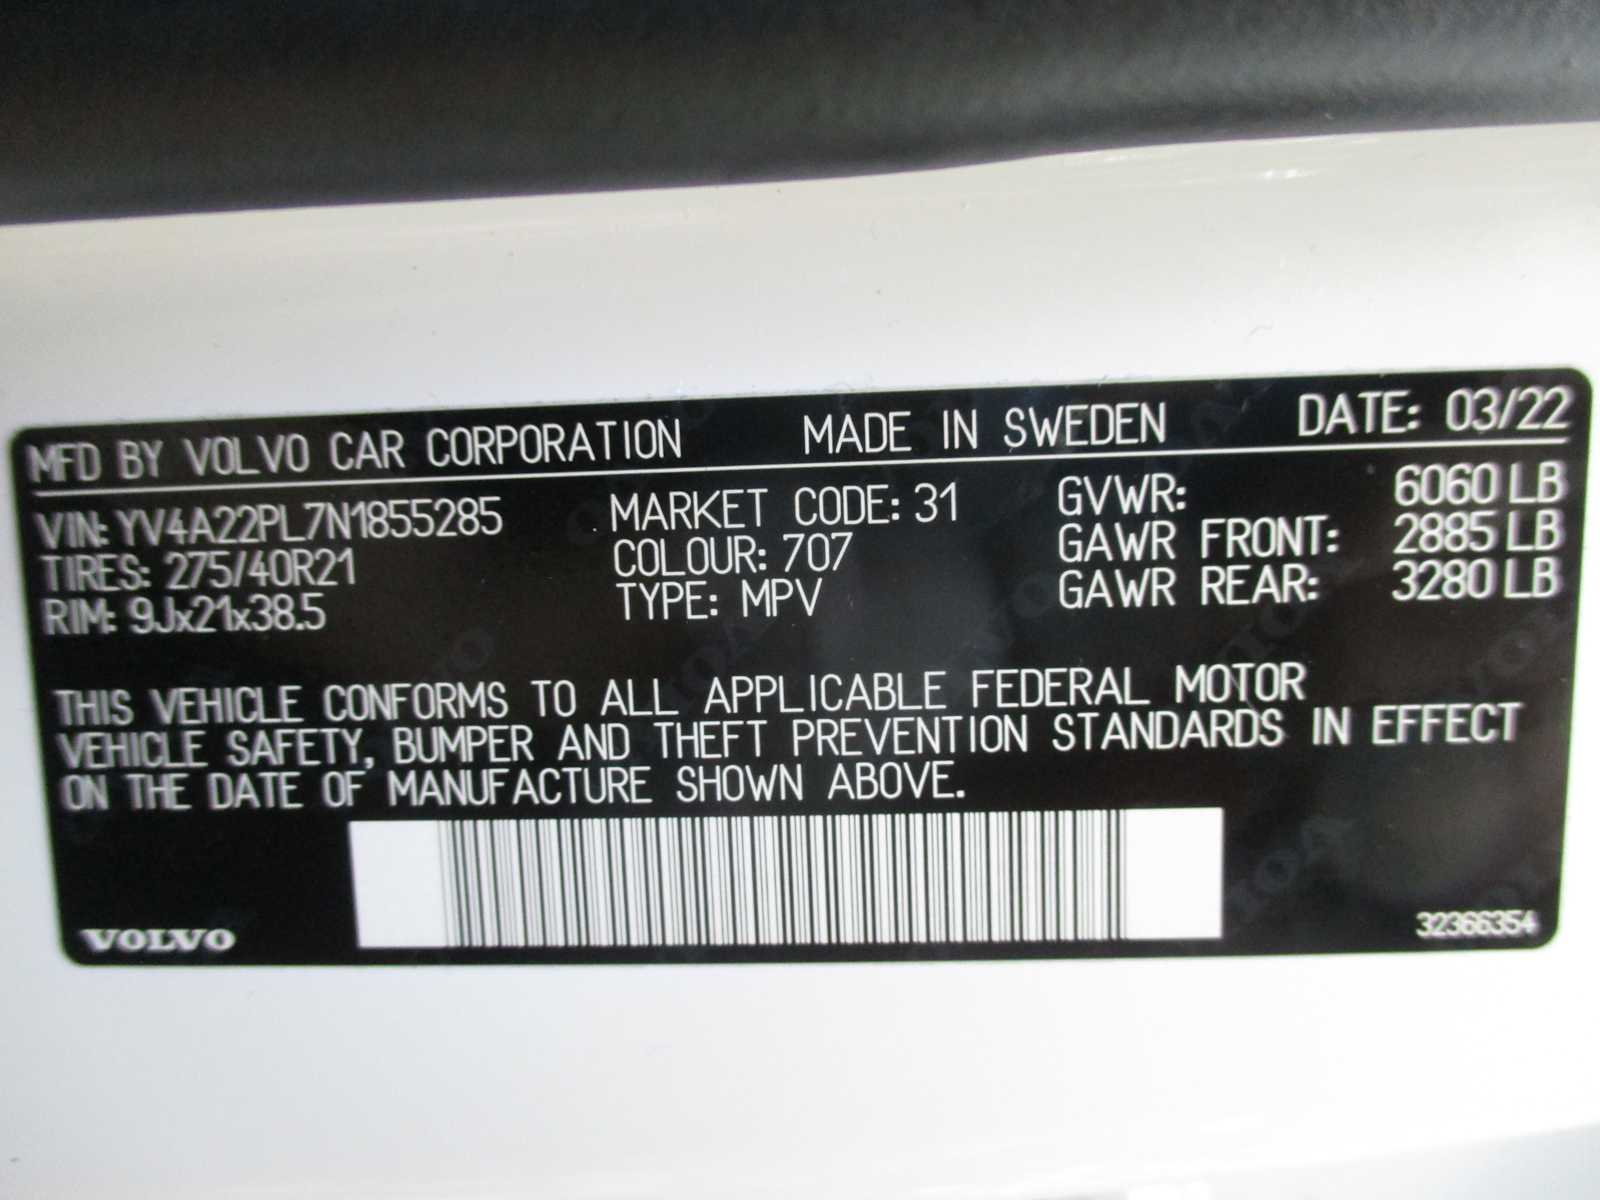 MFD BY VOLVO CAR CORPORATION MADE IN SWEDEN DATE: 03/22
VIN: YV4A22PL7N1855285 MARKET CODE: 31 GVWR: 6060 LB
TIRES: 275/40R21 COLOUR: 707 GAWR FRONT: 2885 LB
RIM: 9Jx21x38.5 TYPE: MPV GAWR REAR: 3280 LB
THIS VEHICLE CONFORMS TO ALL APPLICABLE FEDERAL MOTOR
VEHICLE SAFETY, BUMPER AND THEFT PREVENTION STANDARDS IN EFFECT
ON THE DATE OF MANUFACTURE SHOWN ABOVE.
VOLVO 32366354